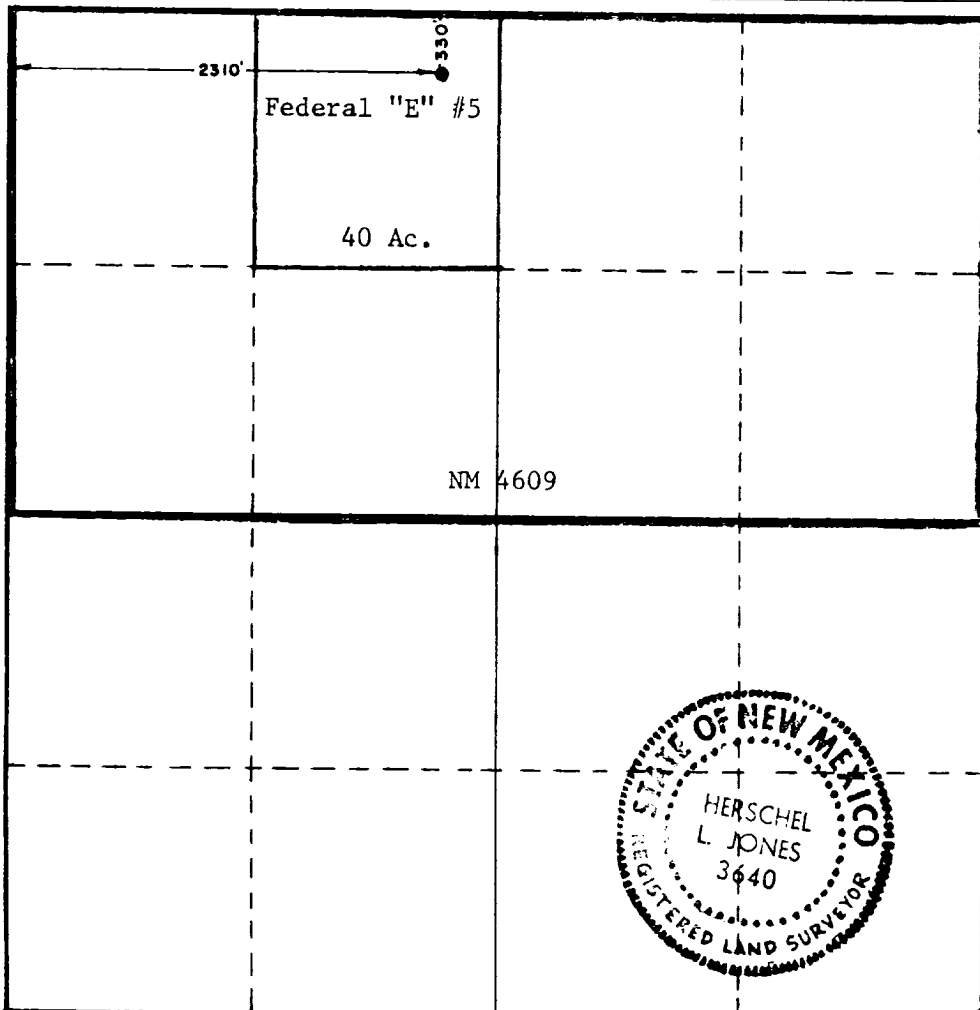 330'
2310'
Federal "E" #5
40 Ac.
NM 4609
STATE OF NEW MEXICO
HERSCHEL
L. JONES
3640
REGISTERED LAND SURVEYOR